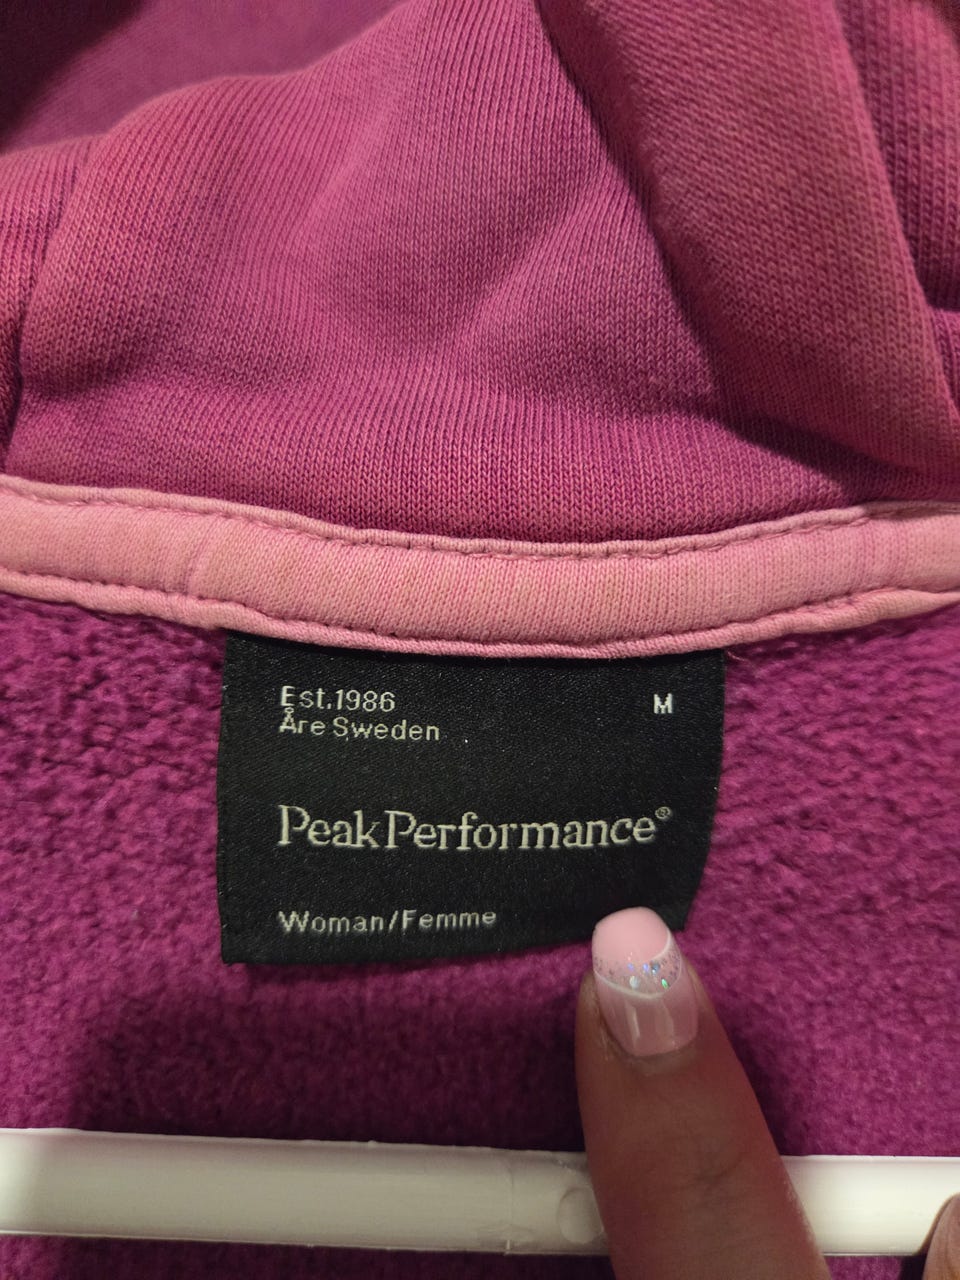 Est.1986
Åre Sweden
M
PeakPerformance®
Woman/Femme